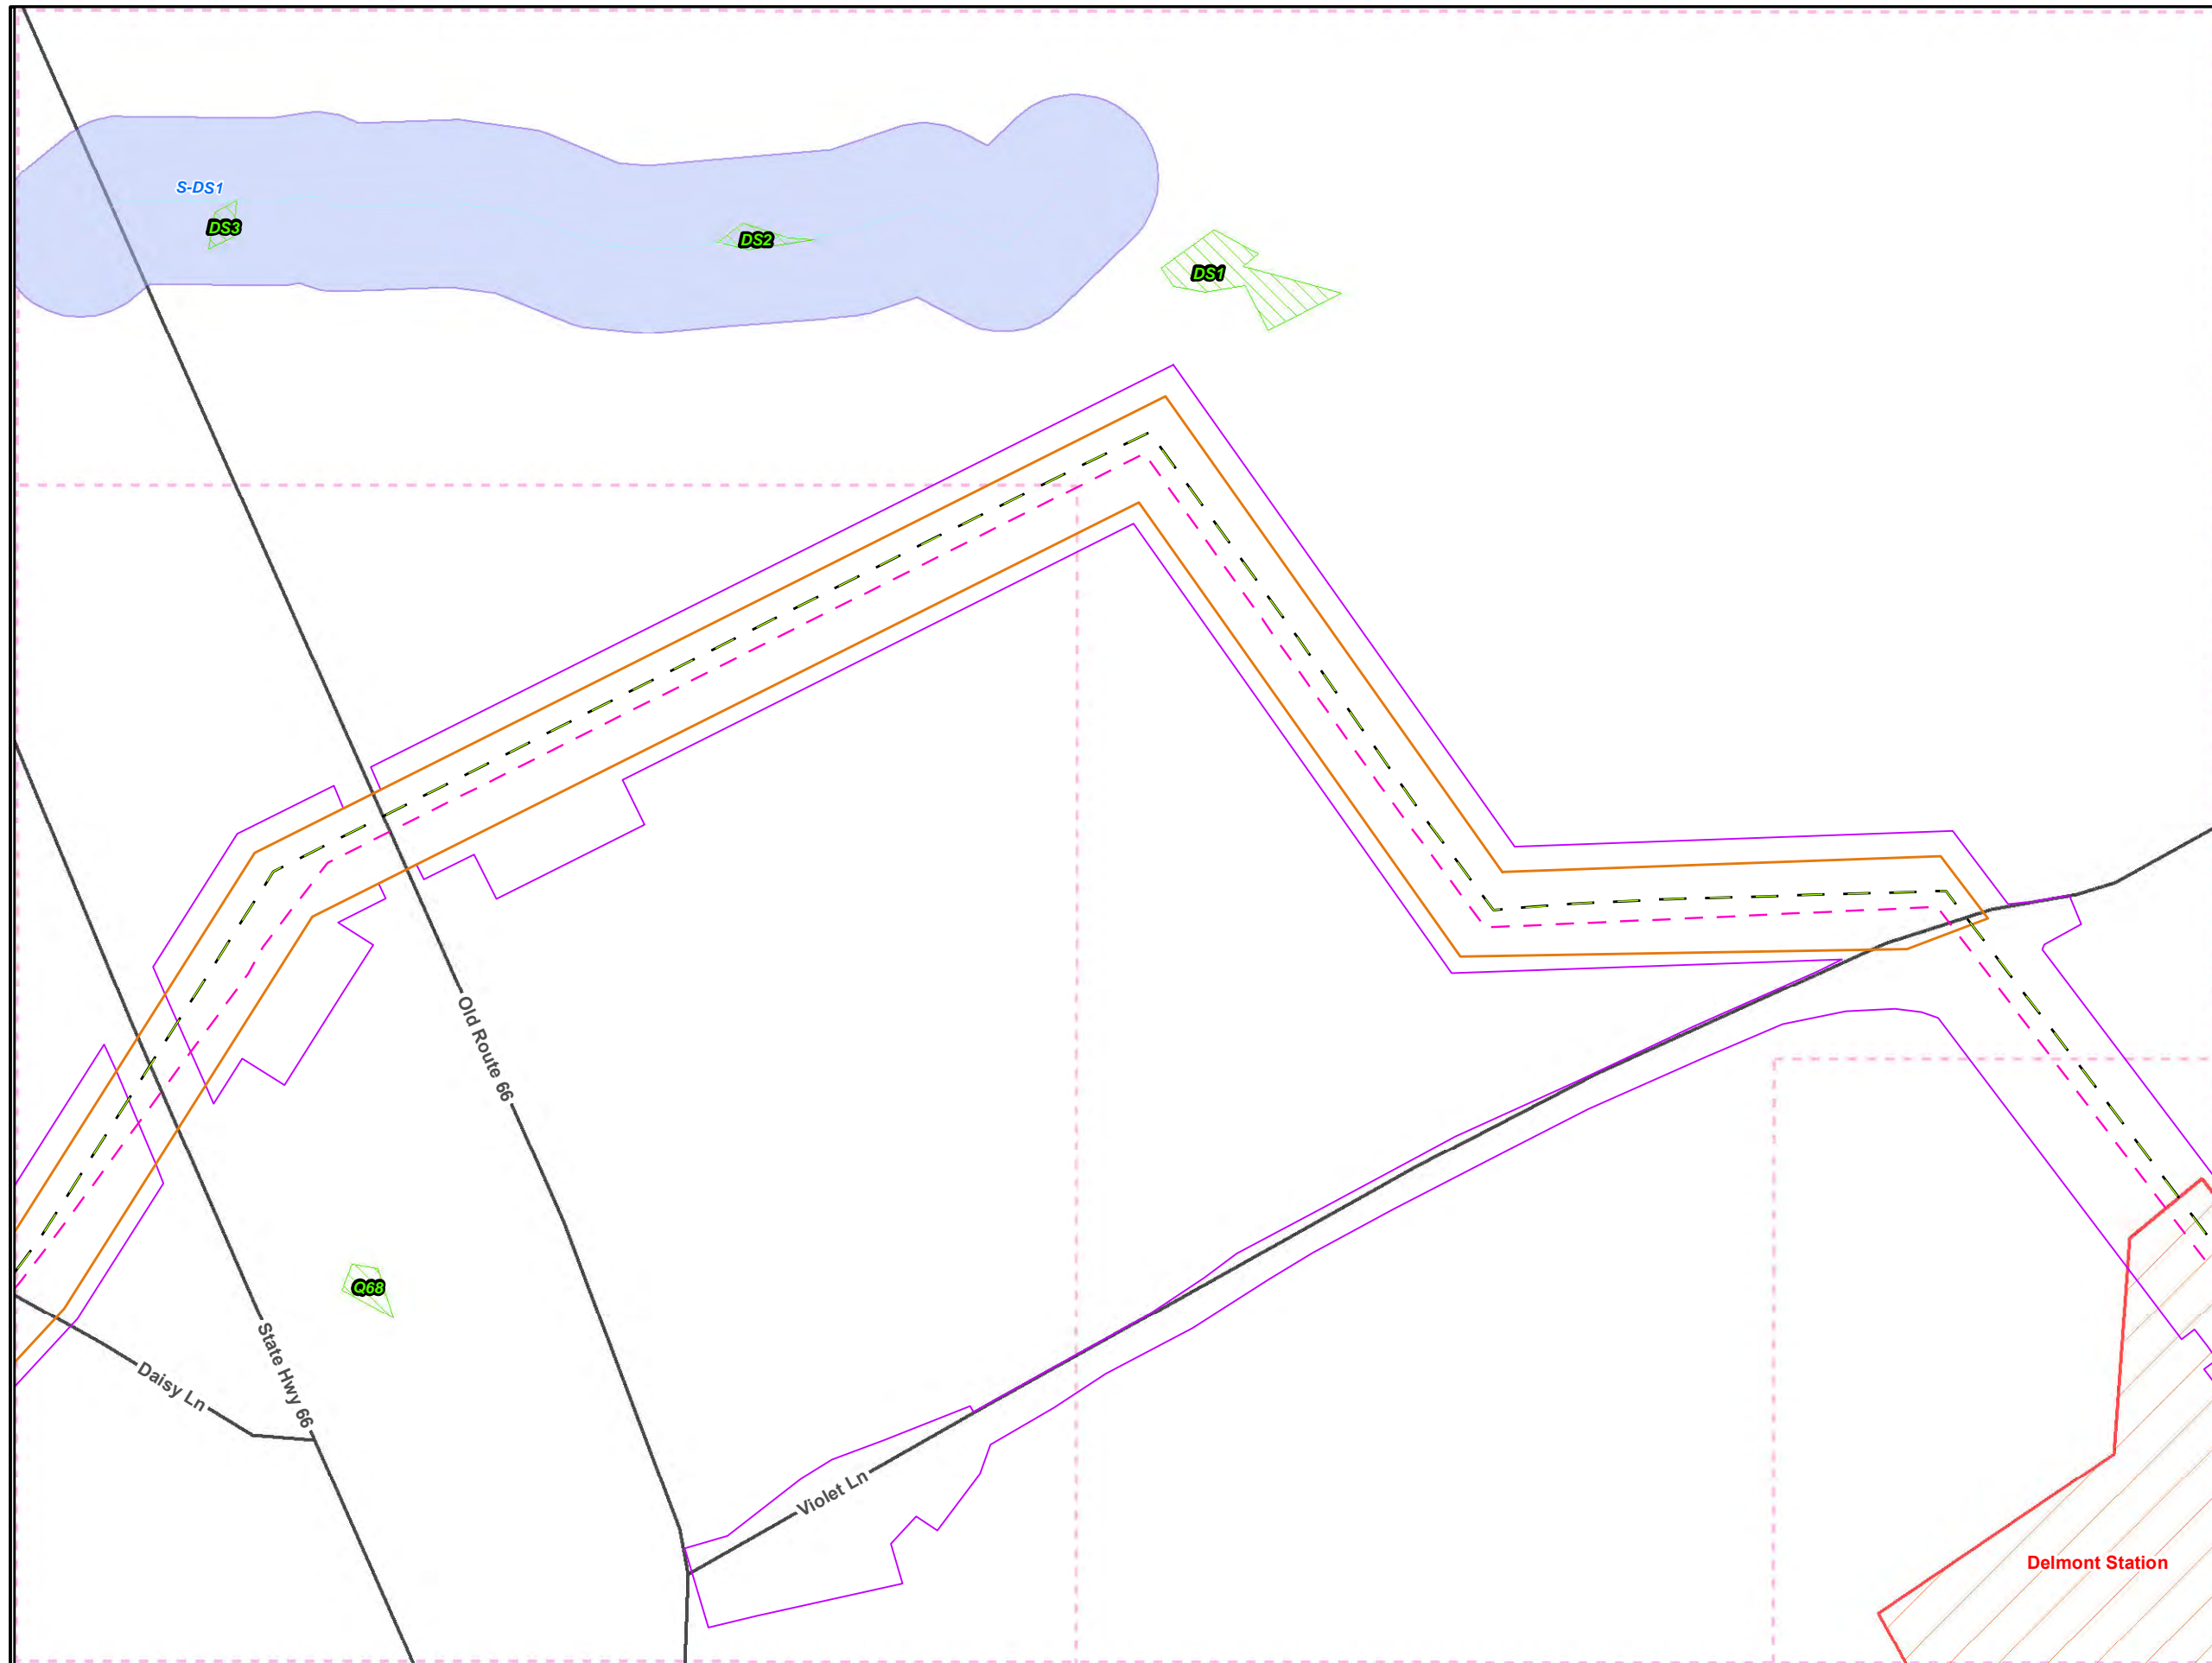 S-DS1
DS3
DS2
DS1
Old Route 66
Q68
State Hwy 66
Daisy Ln
Violet Ln
Delmont Station